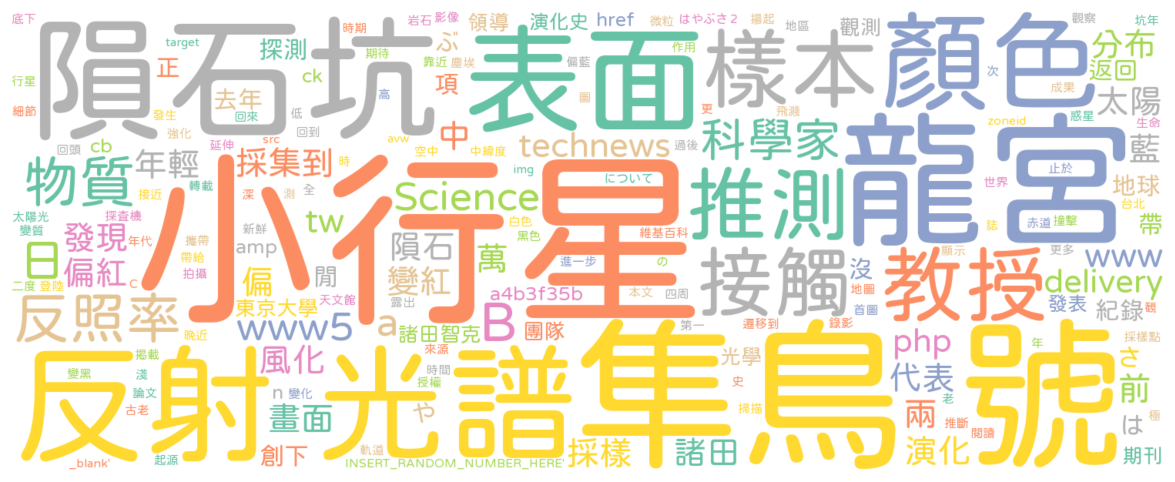 底下 隕石坑 時期 岩石 影像 領導 演化史 href 微粒 はやぶさ2 揚起 地區 觀測 顏色 觀察 坑年
target 探測 期待 ぶ 表面 作用 樣本 分布
行星 正 ck 靠近 塵埃 偏藍 返回
細節 去年 高 項 圖 次 成果 太陽
發生 回來 低 更 飛濺 惑星 生命
強化 src 中 科學家 龍宮 zoneid 藍
回頭 cb 延伸 回到 avw technews 過後
物質 年輕 採集到 時 空中 中緯度 推測 止於
接近 轉載 深 測 全 小行星 img について 世界 地球
太陽光 探査機 Science 誌 台北
變質 新鮮 tw 白色 維基百科 赤道 撞擊 帶
發現 年代 攜帶 amp 隕石 黑色 接觸 顯示 更多
日 偏紅 帶給 偏 萬 進一步 の 沒 教授 www
二度 登陸 c 拍攝 閒 變紅 a4b3f35b 本文 四周 地圖 delivery
反照率 東京大學 天文館 露出 首圖 發表 紀錄 観
晚近 www5 a B 團隊 第一 遷移到 錄影
諸田智克 隼鳥號 php 年 採樣點
掲載 風化 來源 光學 さ
反射光譜 變黑 淺 時間 代表 前
論文 n 變化 授權 史 老
古老 畫面 や 掃描 兩 推斷 は 極
軌道 採樣 諸田 閱讀 演化
_blank' 起源 創下 INSERT_RANDOM_NUMBER_HERE' 期刊